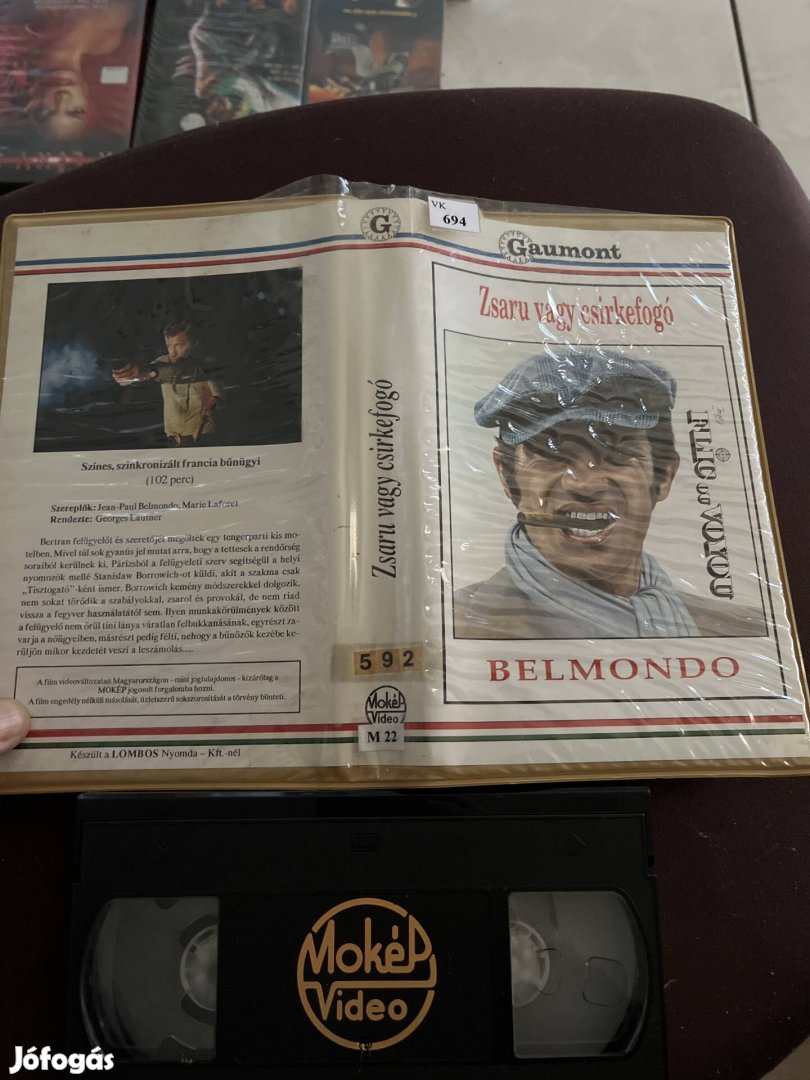 VK
694
G
Gaumont
Zsaru vagy csirkefogó
FLIC OU VOYOU
BELMONDO
Zsaru vagy csirkefogó
592
Mokép
Video
M 22
Színes, szinkronizált francia bűnügyi
(102 perc)
Szereplők: Jean-Paul Belmondo, Marie Laforet
Rendezte: Georges Lautner
Bertran felügyelőt és szeretőjét megölték egy tengerparti kis mo-
telben. Mivel túl sok gyanús jel mutat arra, hogy a tettesek a rendőrség
soraiból kerülnek ki, Párizsból a felügyeleti szerv segítségül a helyi
nyomozók mellé Stanislaw Borrowich-ot küldi, akit a szakma csak
„Tisztogató"-ként ismer. Borrowich kemény módszerekkel dolgozik,
nem sokat törődik a szabályokkal, zsarol és provokál, de nem riad
vissza a fegyver használatától sem. Ilyen munkakörülmények között
a felügyelő nem örül tini lánya váratlan felbukkanásának, egyrészt za-
varja a nőügyeiben, másrészt pedig félti, nehogy a bűnözők kezébe ke-
rüljön mikor kezdetét veszi a leszámolás.....
A film videováltozatait Magyarországon - mint jogtulajdonos - kizárólag a
MOKÉP jogosult forgalomba hozni.
A film engedély nélküli másolását, üzletszerű sokszorosítását a törvény bünteti.
Készült a LOMBOS Nyomda – Kft.-nél
Mokép
Video
Jófogás